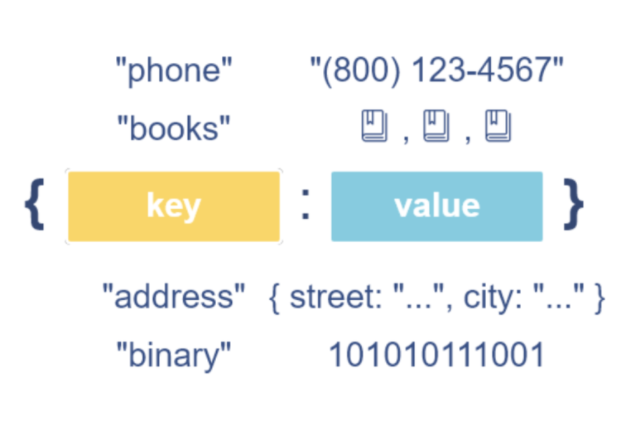 "phone" "(800) 123-4567"
"books" , ,
{ key : value }
"address" { street: "...", city: "..." }
"binary" 101010111001